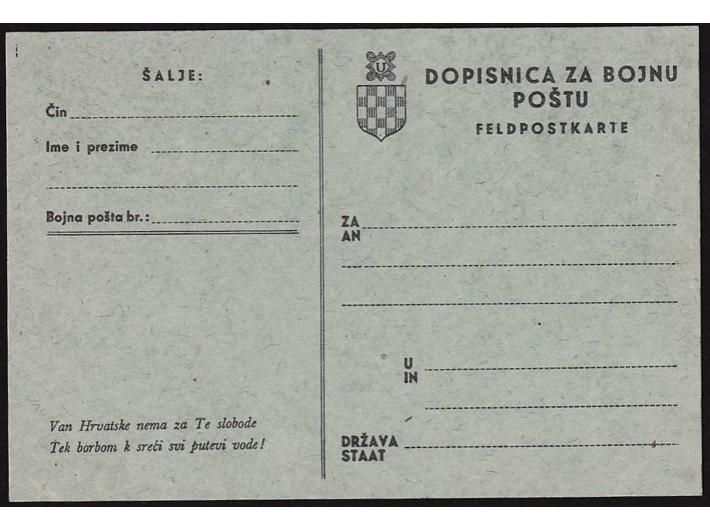 ŠALJE:
Čin
Ime i prezime
Bojna pošta br.:
Van Hrvatske nema za Te slobode
Tek borbom k sreći svi putevi vode!
U
DOPISNICA ZA BOJNU
POŠTU
FELDPOSTKARTE
ZA
AN
U
IN
DRŽAVA
STAAT